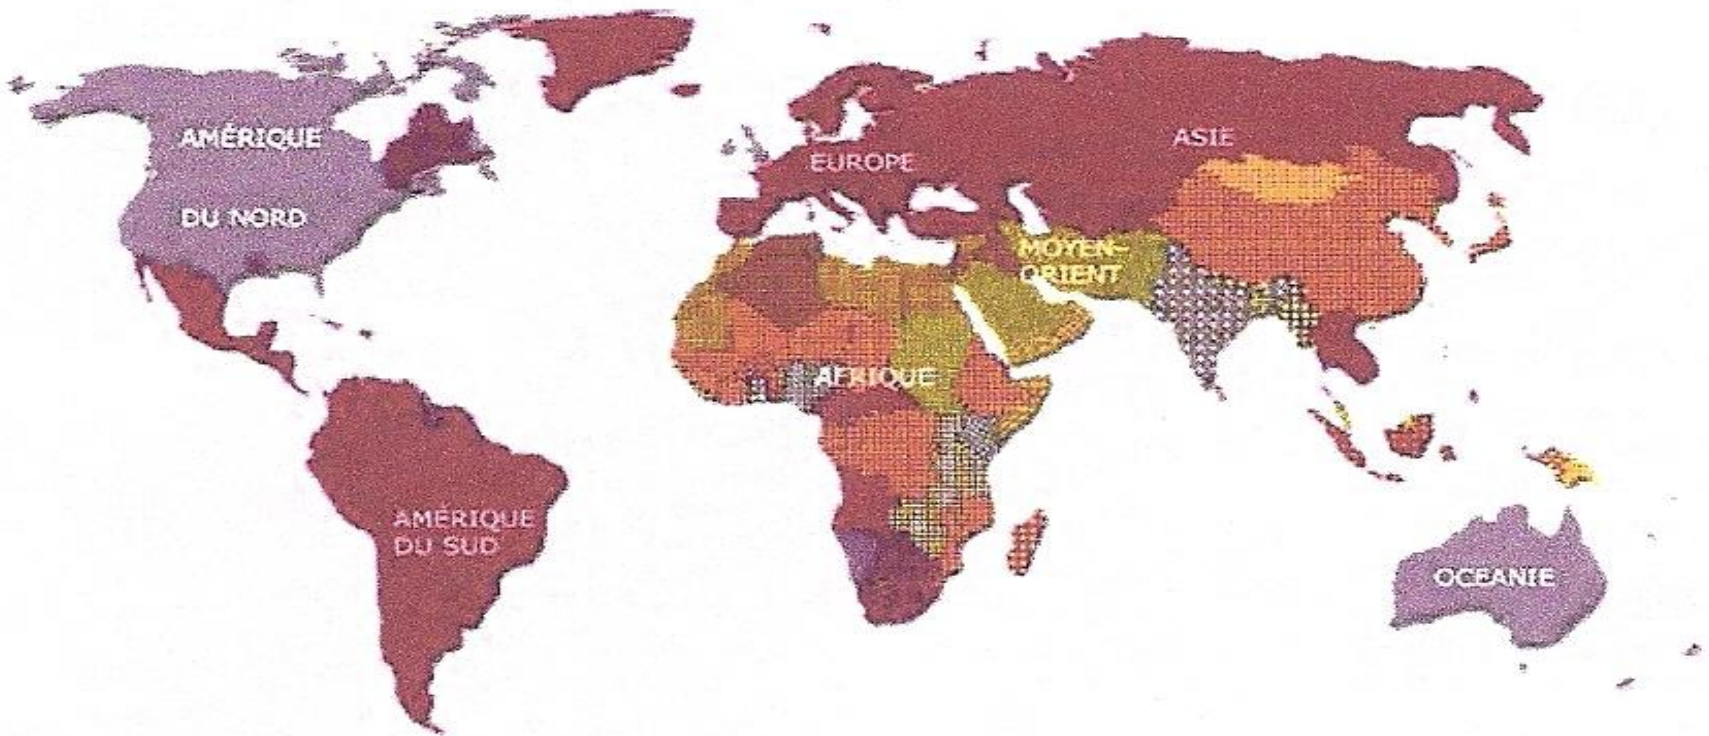 AMÉRIQUE
DU NORD
EUROPE
ASIE
MOYEN-
ORIENT
AFRIQUE
AMÉRIQUE
DU SUD
OCEANIE